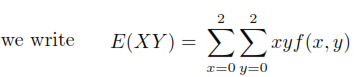 we write E(XY) = \sum_{x=0}^{2} \sum_{y=0}^{2} xyf(x, y)